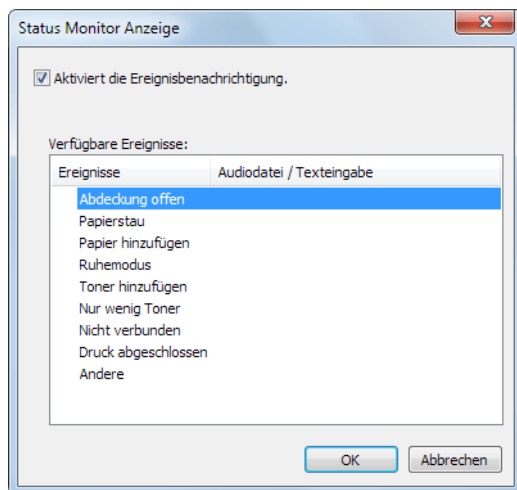 Status Monitor Anzeige
Aktiviert die Ereignisbenachrichtigung.
Verfügbare Ereignisse:
Ereignisse Audiodatei / Texteingabe
Abdeckung offen
Papierstau
Papier hinzufügen
Ruhemodus
Toner hinzufügen
Nur wenig Toner
Nicht verbunden
Druck abgeschlossen
Andere
OK Abbrechen